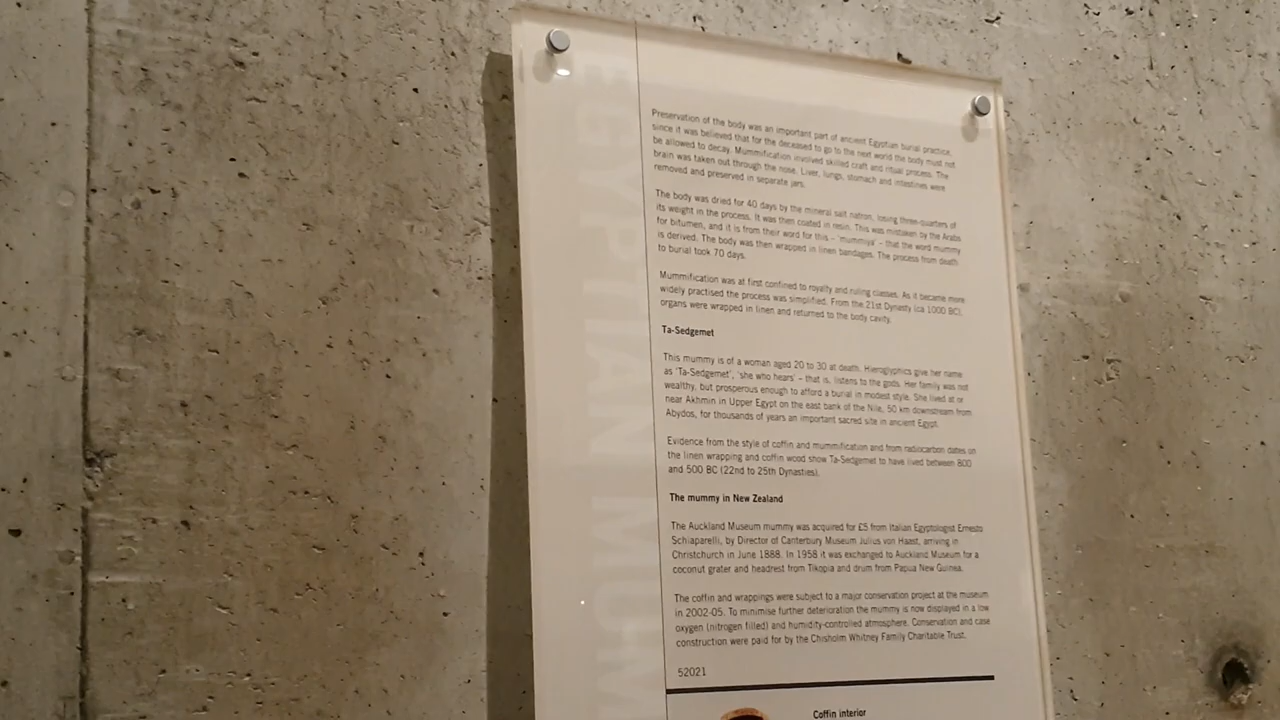 EGYPTIAN MUMMY
Preservation of the body was an important part of ancient Egyptian burial practice,
since it was believed that for the deceased to go to the next world the body must not
be allowed to decay. Mummification involved skilled craft and ritual process. The
brain was taken out through the nose. Liver, lungs, stomach and intestines were
removed and preserved in separate jars.
The body was dried for 40 days by the mineral salt natron, losing three-quarters of
its weight in the process. It was then coated in resin. This was mistaken by the Arabs
for bitumen, and it is from their word for this – 'mummiya' – that the word mummy
is derived. The body was then wrapped in linen bandages. The process from death
to burial took 70 days.
Mummification was at first confined to royalty and ruling classes. As it became more
widely practised the process was simplified. From the 21st Dynasty (ca 1000 BC),
organs were wrapped in linen and returned to the body cavity.
Ta-Sedgemet
This mummy is of a woman aged 20 to 30 at death. Hieroglyphics give her name
as 'Ta-Sedgemet', 'she who hears' – that is, listens to the gods. Her family was not
wealthy, but prosperous enough to afford a burial in modest style. She lived at or
near Akhmin in Upper Egypt on the east bank of the Nile, 50 km downstream from
Abydos, for thousands of years an important sacred site in ancient Egypt.
Evidence from the style of coffin and mummification and from radiocarbon dates on
the linen wrapping and coffin wood show Ta-Sedgemet to have lived between 800
and 500 BC (22nd to 25th Dynasties).
The mummy in New Zealand
The Auckland Museum mummy was acquired for £5 from Italian Egyptologist Ernesto
Schiaparelli, by Director of Canterbury Museum Julius von Haast, arriving in
Christchurch in June 1888. In 1958 it was exchanged to Auckland Museum for a
coconut grater and headrest from Tikopia and drum from Papua New Guinea.
The coffin and wrappings were subject to a major conservation project at the museum
in 2002-05. To minimise further deterioration the mummy is now displayed in a low
oxygen (nitrogen filled) and humidity-controlled atmosphere. Conservation and case
construction were paid for by the Chisholm Whitney Family Charitable Trust.
52021
Coffin interior